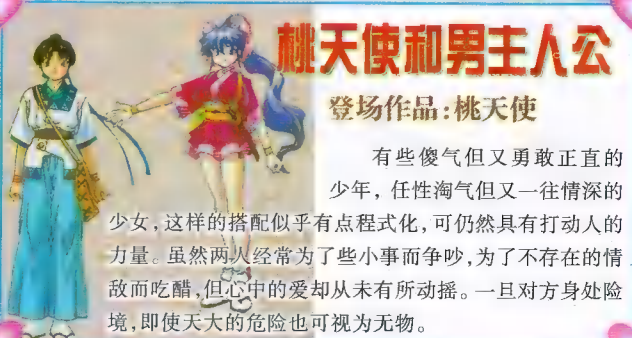 桃天使和男主人公
登场作品:桃天使
有些傻气但又勇敢正直的
少年,任性淘气但又一往情深的
少女,这样的搭配似乎有点程式化,可仍然具有打动人的
力量。虽然两人经常为了些小事而争吵,为了不存在的情
敌而吃醋,但心中的爱却从未有所动摇。一旦对方身处险
境,即使天大的危险也可视为无物。